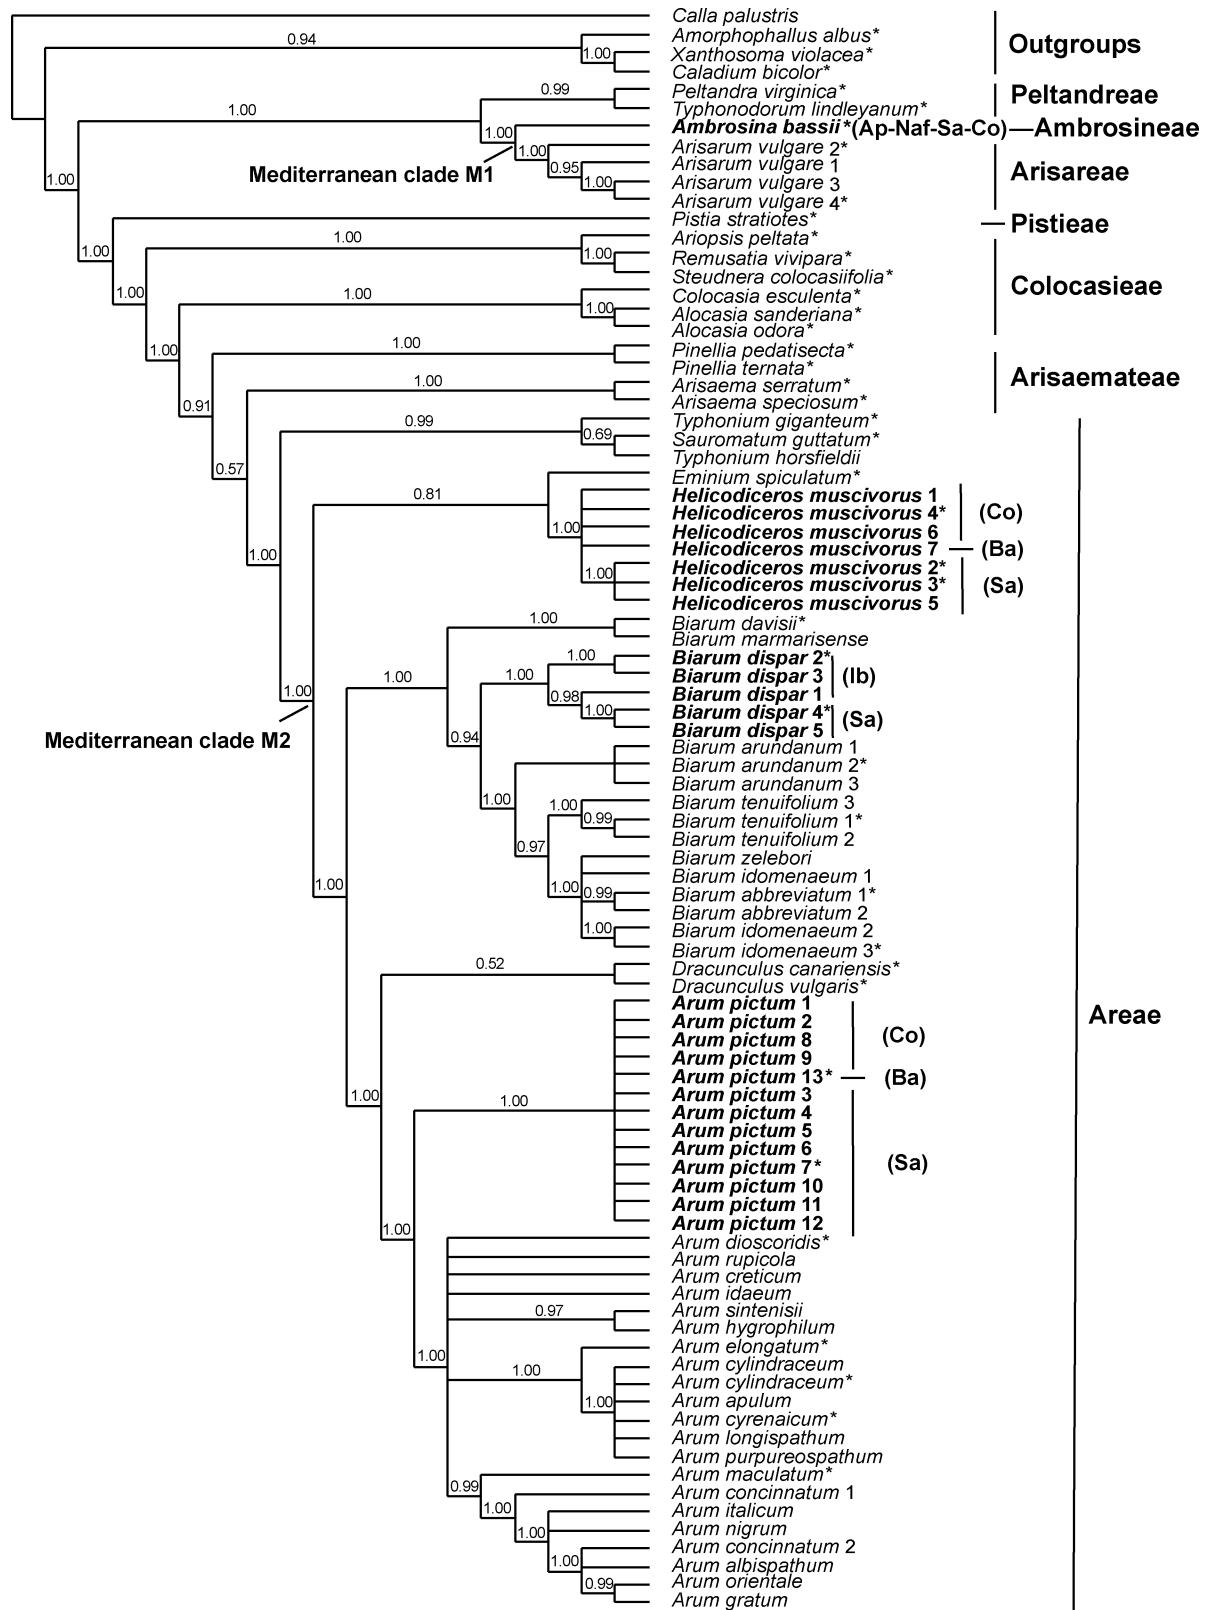 Calla palustris
Amorphophallus albus*
0.94
Outgroups
1.00
Xanthosoma violacea*
Caladium bicolor*
Peltandra virginica*
0.99
Peltandreae
Typhonodorum lindleyanum*
1.00
Ambrosina bassii*(Ap-Naf-Sa-Co)
Ambrosineae
1.00
Arisarum vulgare 2*
1.00
Arisarum vulgare 1
0.95
Mediterranean clade M1
Arisareae
1.00
Arisarum vulgare 3
1.00
Arisarum vulgare 4*
Pistia stratiotes*
Pistieae
1.00
Ariopsis peltata*
1.00
1.00
Remusatia vivipara*
Steudnera colocasiifolia*
Colocasieae
1.00
1.00
Colocasia esculenta*
1.00
Alocasia sanderiana*
Alocasia odora*
1.00
1.00
Pinellia pedatisecta*
Pinellia ternata*
1.00
Arisaemateae
Arisaema serratum*
0.91
Arisaema speciosum*
0.99
Typhonium giganteum*
0.69
Sauromatum guttatum*
Typhonium horsfieldii
0.57
Eminium spiculatum*
0.81
Helicodiceros muscivorus 1
Helicodiceros muscivorus 4*
(Co)
1.00
Helicodiceros muscivorus 6
1.00
Helicodiceros muscivorus 7
(Ba)
1.00
Helicodiceros muscivorus 2*
Helicodiceros muscivorus 3*
(Sa)
Helicodiceros muscivorus 5
1.00
Biarum davisii*
Biarum marmarisense
1.00
Biarum dispar 2*
1.00
1.00
Biarum dispar 3
(Ib)
1.00
0.98
Biarum dispar 1
1.00
Biarum dispar 4*
(Sa)
Biarum dispar 5
Mediterranean clade M2
0.94
Biarum arundanum 1
Biarum arundanum 2*
Biarum arundanum 3
1.00
1.00
Biarum tenuifolium 3
0.99
Biarum tenuifolium 1*
Biarum tenuifolium 2
0.97
Biarum zelebori
Biarum idomenaeum 1
1.00
1.00
0.99
Biarum abbreviatum 1*
Biarum abbreviatum 2
1.00
Biarum idomenaeum 2
Biarum idomenaeum 3*
0.52
Dracunculus canariensis*
Dracunculus vulgaris*
Arum pictum 1
Areae
Arum pictum 2
Arum pictum 8
(Co)
Arum pictum 9
Arum pictum 13*
(Ba)
1.00
1.00
Arum pictum 3
Arum pictum 4
Arum pictum 5
Arum pictum 6
Arum pictum 7*
(Sa)
Arum pictum 10
Arum pictum 11
Arum pictum 12
1.00
Arum dioscoridis*
Arum rupicola
Arum creticum
Arum idaeum
0.97
Arum sintenisii
Arum hygrophilum
1.00
Arum elongatum*
1.00
Arum cylindraceum
Arum cylindraceum*
1.00
Arum apulum
Arum cyrenaicum*
Arum longispathum
Arum purpureospathum
0.99
Arum maculatum*
1.00
Arum concinnatum 1
Arum italicum
1.00
Arum nigrum
Arum concinnatum 2
1.00
Arum albispathum
0.99
Arum orientale
Arum gratum